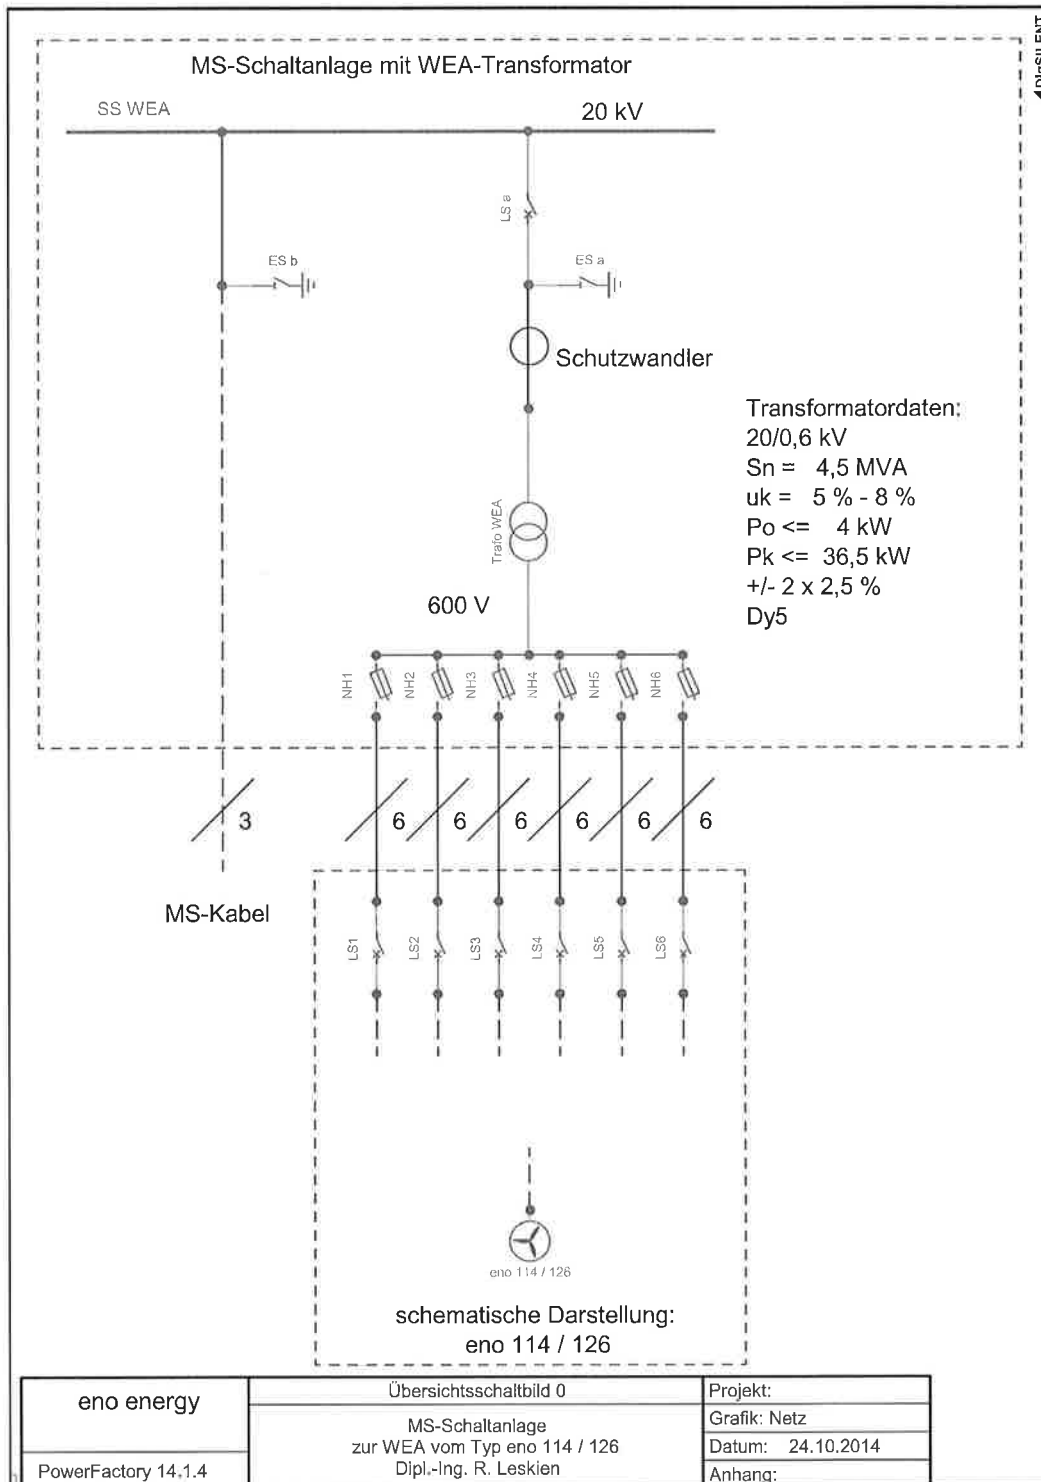 DIgSILENT
MS-Schaltanlage mit WEA-Transformator
SS WEA
20 kV
LS a
ES b
ES a
Schutzwandler
Transformatordaten:
20/0,6 kV
Sn = 4,5 MVA
uk = 5 % - 8 %
Po <= 4 kW
Pk <= 36,5 kW
+/- 2 x 2,5 %
Dy5
Trafo WEA
600 V
NH1 NH2 NH3 NH4 NH5 NH6
3 6 6 6 6 6 6
MS-Kabel
LS1 LS2 LS3 LS4 LS5 LS6
eno 114 / 126
schematische Darstellung:
eno 114 / 126
eno energy
PowerFactory 14.1.4
Übersichtsschaltbild 0
MS-Schaltanlage
zur WEA vom Typ eno 114 / 126
Dipl.-Ing. R. Leskien
Projekt:
Grafik: Netz
Datum: 24.10.2014
Anhang: